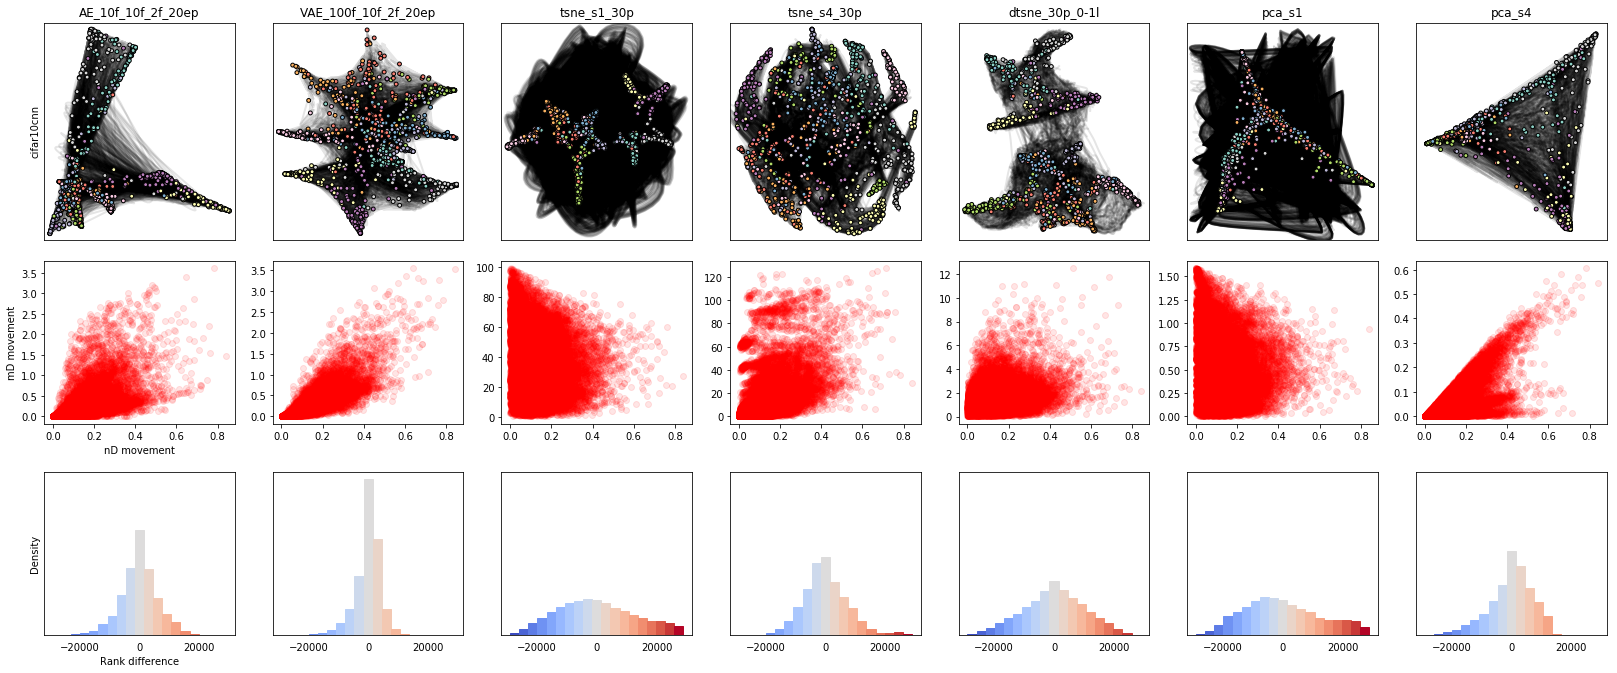 AE_10f_10f_2f_20ep VAE_100f_10f_2f_20ep tsne_s1_30p tsne_s4_30p dtsne_30p_0-1l pca_s1 pca_s4
cifar10cnn
mD movement
3.5 3.0 2.5 2.0 1.5 1.0 0.5 0.0
3.5 3.0 2.5 2.0 1.5 1.0 0.5 0.0
100 80 60 40 20 0
120 100 80 60 40 20 0
12 10 8 6 4 2 0
1.50 1.25 1.00 0.75 0.50 0.25 0.00
0.6 0.5 0.4 0.3 0.2 0.1 0.0
0.0 0.2 0.4 0.6 0.8 0.0 0.2 0.4 0.6 0.8 0.0 0.2 0.4 0.6 0.8 0.0 0.2 0.4 0.6 0.8 0.0 0.2 0.4 0.6 0.8 0.0 0.2 0.4 0.6 0.8 0.0 0.2 0.4 0.6 0.8
nD movement
Density
−20000 0 20000 −20000 0 20000 −20000 0 20000 −20000 0 20000 −20000 0 20000 −20000 0 20000 −20000 0 20000
Rank difference